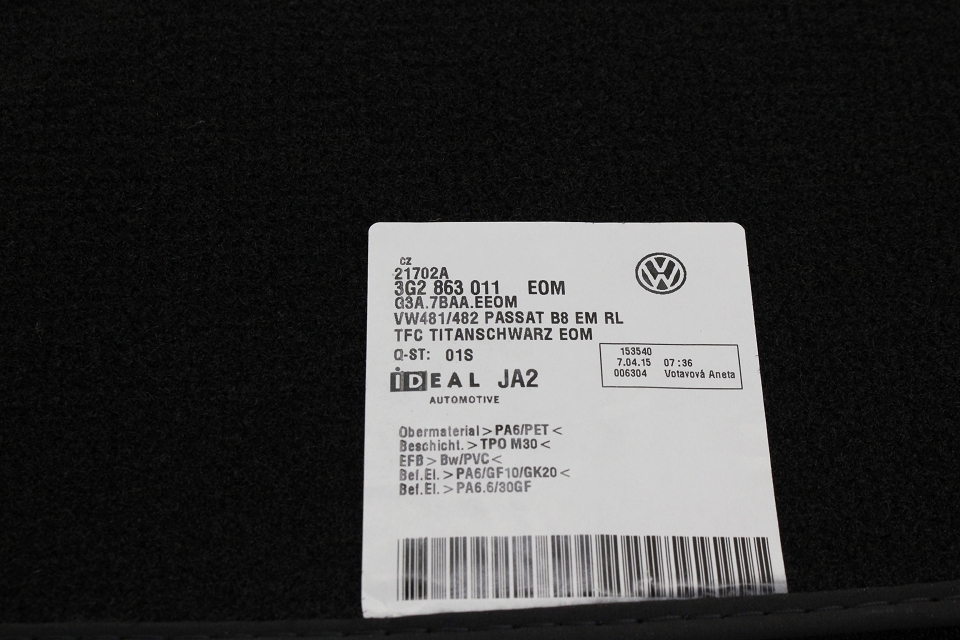 CZ
21702A
3G2 863 011 EOM
G3A.7BAA.EEOM
VW481/482 PASSAT B8 EM RL
TFC TITANSCHWARZ EOM
Q-ST: 01S
153540
7.04.15 07:36
006304 Votavová Aneta
iDEAL JA2
AUTOMOTIVE
Obermaterial>PA6/PET<
Beschicht.>TPO M30<
EFB>Bw/PVC<
Bef.El.>PA6/GF10/GK20<
Bef.El.>PA6.6/30GF